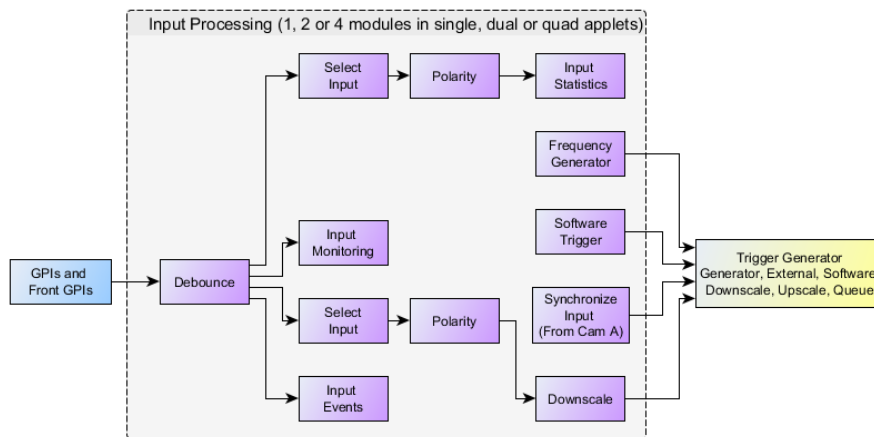 Input Processing (1, 2 or 4 modules in single, dual or quad applets)
Select
Input
Polarity
Input
Statistics
Frequency
Generator
Input
Monitoring
Software
Trigger
GPIs and
Front GPIs
Debounce
Trigger Generator
Generator, External, Software
Downscale, Upscale, Queue
Select
Input
Polarity
Synchronize
Input
(From Cam A)
Input
Events
Downscale